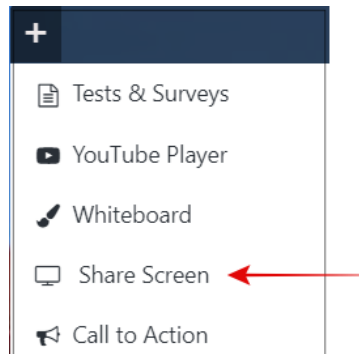 +
Tests & Surveys
YouTube Player
Whiteboard
Share Screen
Call to Action